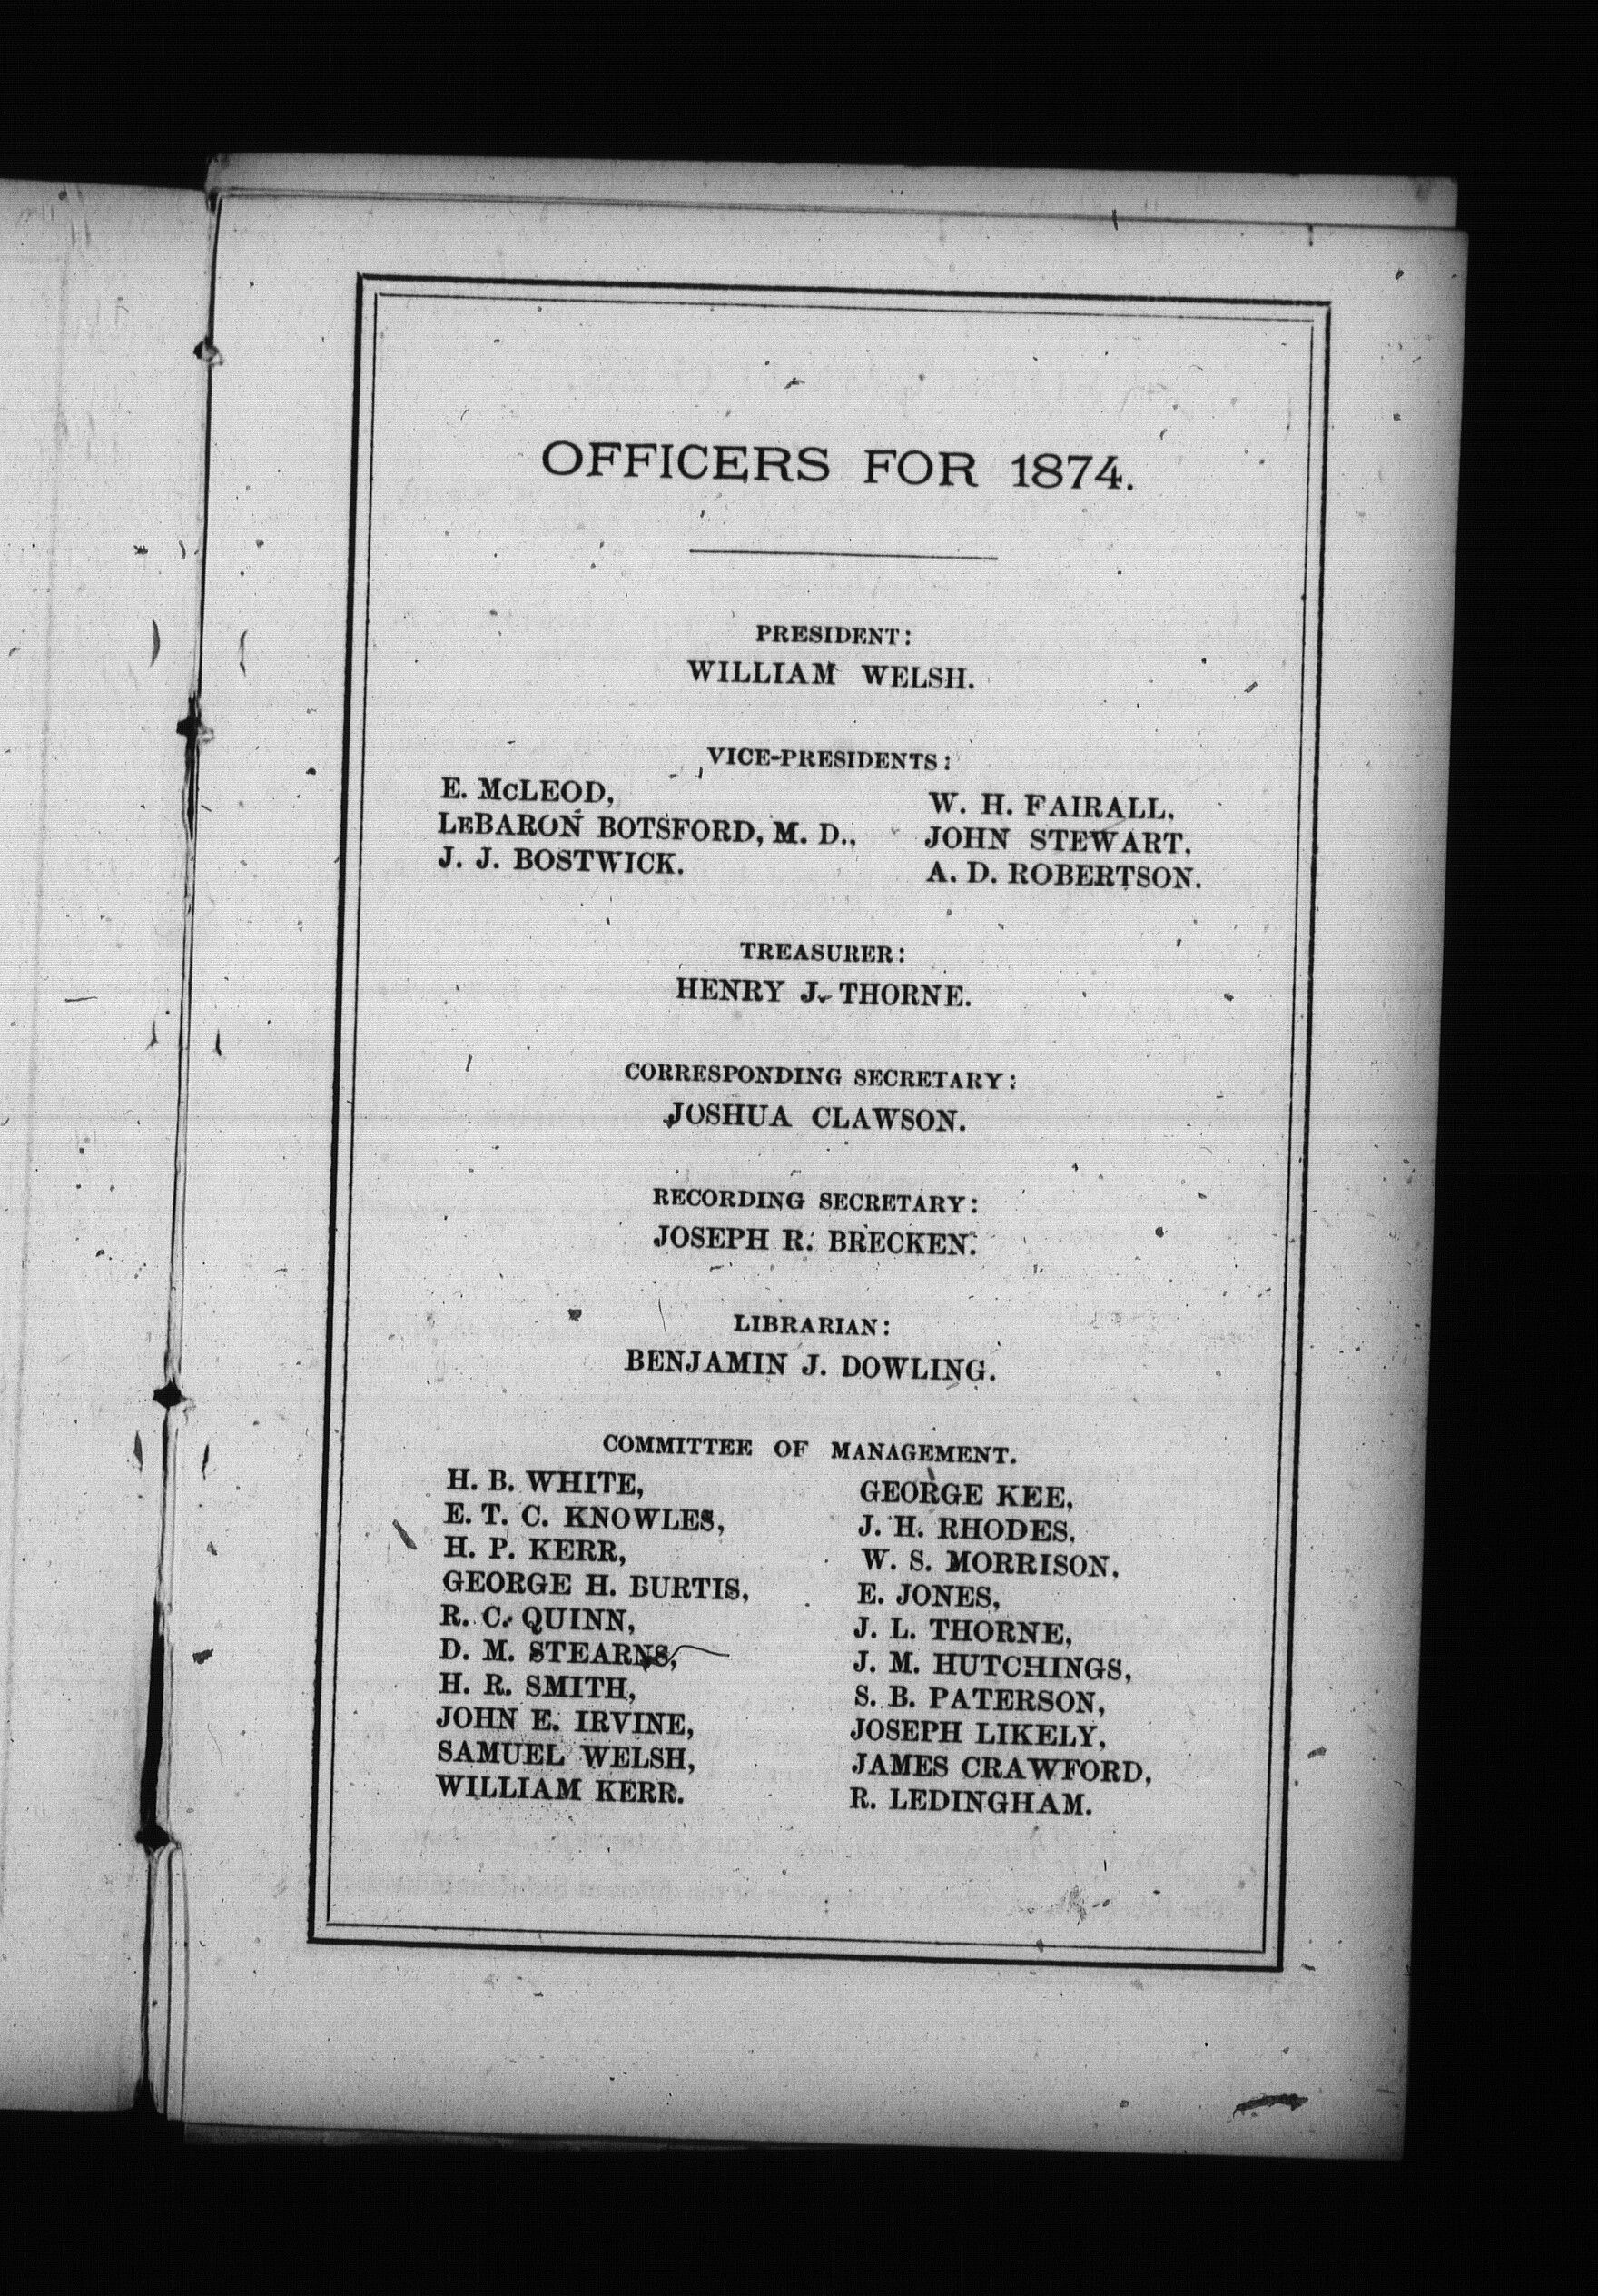 OFFICERS FOR 1874.
PRESIDENT:
WILLIAM WELSH.
VICE-PRESIDENTS:
E. McLEOD,
LEBARON BOTSFORD, M. D.,
J. J. BOSTWICK.
W. H. FAIRALL,
JOHN STEWART,
A. D. ROBERTSON.
TREASURER:
HENRY J. THORNE.
CORRESPONDING SECRETARY:
JOSHUA CLAWSON.
RECORDING SECRETARY:
JOSEPH R. BRECKEN.
LIBRARIAN:
BENJAMIN J. DOWLING.
COMMITTEE OF MANAGEMENT.
H. B. WHITE,
E. T. C. KNOWLES,
H. P. KERR,
GEORGE H. BURTIS,
R. C. QUINN,
D. M. STEARNS,
H. R. SMITH,
JOHN E. IRVINE,
SAMUEL WELSH,
WILLIAM KERR.
GEORGE KEE,
J. H. RHODES,
W. S. MORRISON,
E. JONES,
J. L. THORNE,
J. M. HUTCHINGS,
S. B. PATERSON,
JOSEPH LIKELY,
JAMES CRAWFORD,
R. LEDINGHAM.